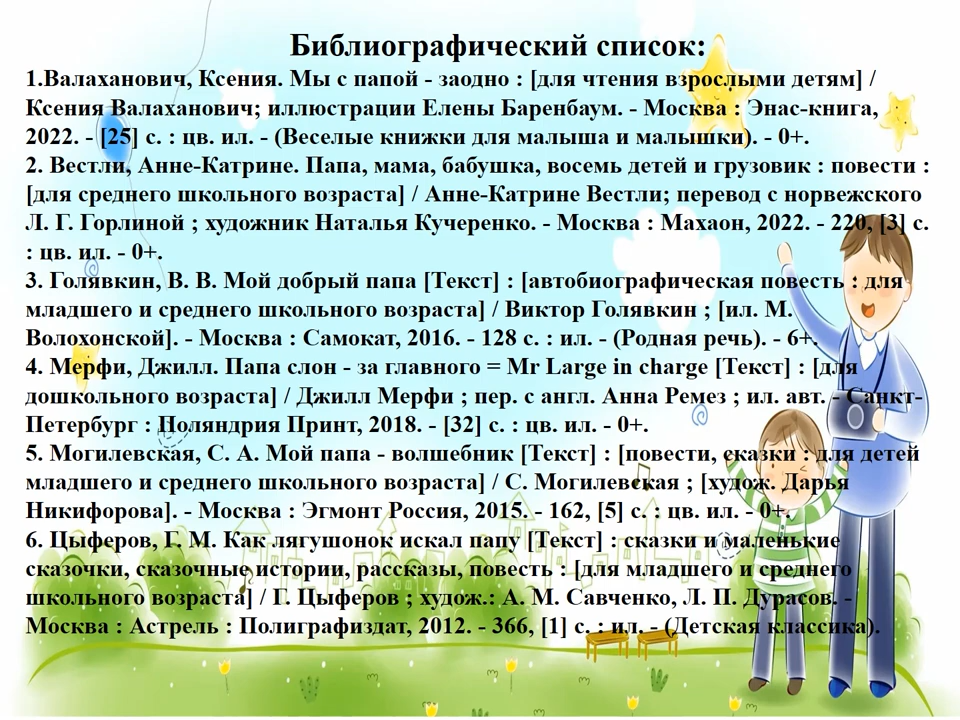 Библиографический список:
1.Валаханович, Ксения. Мы с папой - заодно : [для чтения взрослыми детям] /
Ксения Валаханович; иллюстрации Елены Баренбаум. - Москва : Энас-книга,
2022. - [25] с. : цв. ил. - (Веселые книжки для малыша и малышки). - 0+.
2. Вестли, Анне-Катрине. Папа, мама, бабушка, восемь детей и грузовик : повести :
[для среднего школьного возраста] / Анне-Катрине Вестли; перевод с норвежского
Л. Г. Горлиной ; художник Наталья Кучеренко. - Москва : Махаон, 2022. - 220, [3] с.
: цв. ил. - 0+.
3. Голявкин, В. В. Мой добрый папа [Текст] : [автобиографическая повесть : для
младшего и среднего школьного возраста] / Виктор Голявкин ; [ил. М.
Волохонской]. - Москва : Самокат, 2016. - 128 с. : ил. - (Родная речь). - 6+.
4. Мерфи, Джилл. Папа слон - за главного = Mr Large in charge [Текст] : [для
дошкольного возраста] / Джилл Мерфи ; пер. с англ. Анна Ремез ; ил. авт. - Санкт-
Петербург : Поляндрия Принт, 2018. - [32] с. : цв. ил. - 0+.
5. Могилевская, С. А. Мой папа - волшебник [Текст] : [повести, сказки : для детей
младшего и среднего школьного возраста] / С. Могилевская ; [худож. Дарья
Никифорова]. - Москва : Эгмонт Россия, 2015. - 162, [5] с. : цв. ил. - 0+.
6. Цыферов, Г. М. Как лягушонок искал папу [Текст] : сказки и маленькие
сказочки, сказочные истории, рассказы, повесть : [для младшего и среднего
школьного возраста] / Г. Цыферов ; худож.: А. М. Савченко, Л. П. Дурасов. -
Москва : Астрель : Полиграфиздат, 2012. - 366, [1] с. : ил. - (Детская классика).